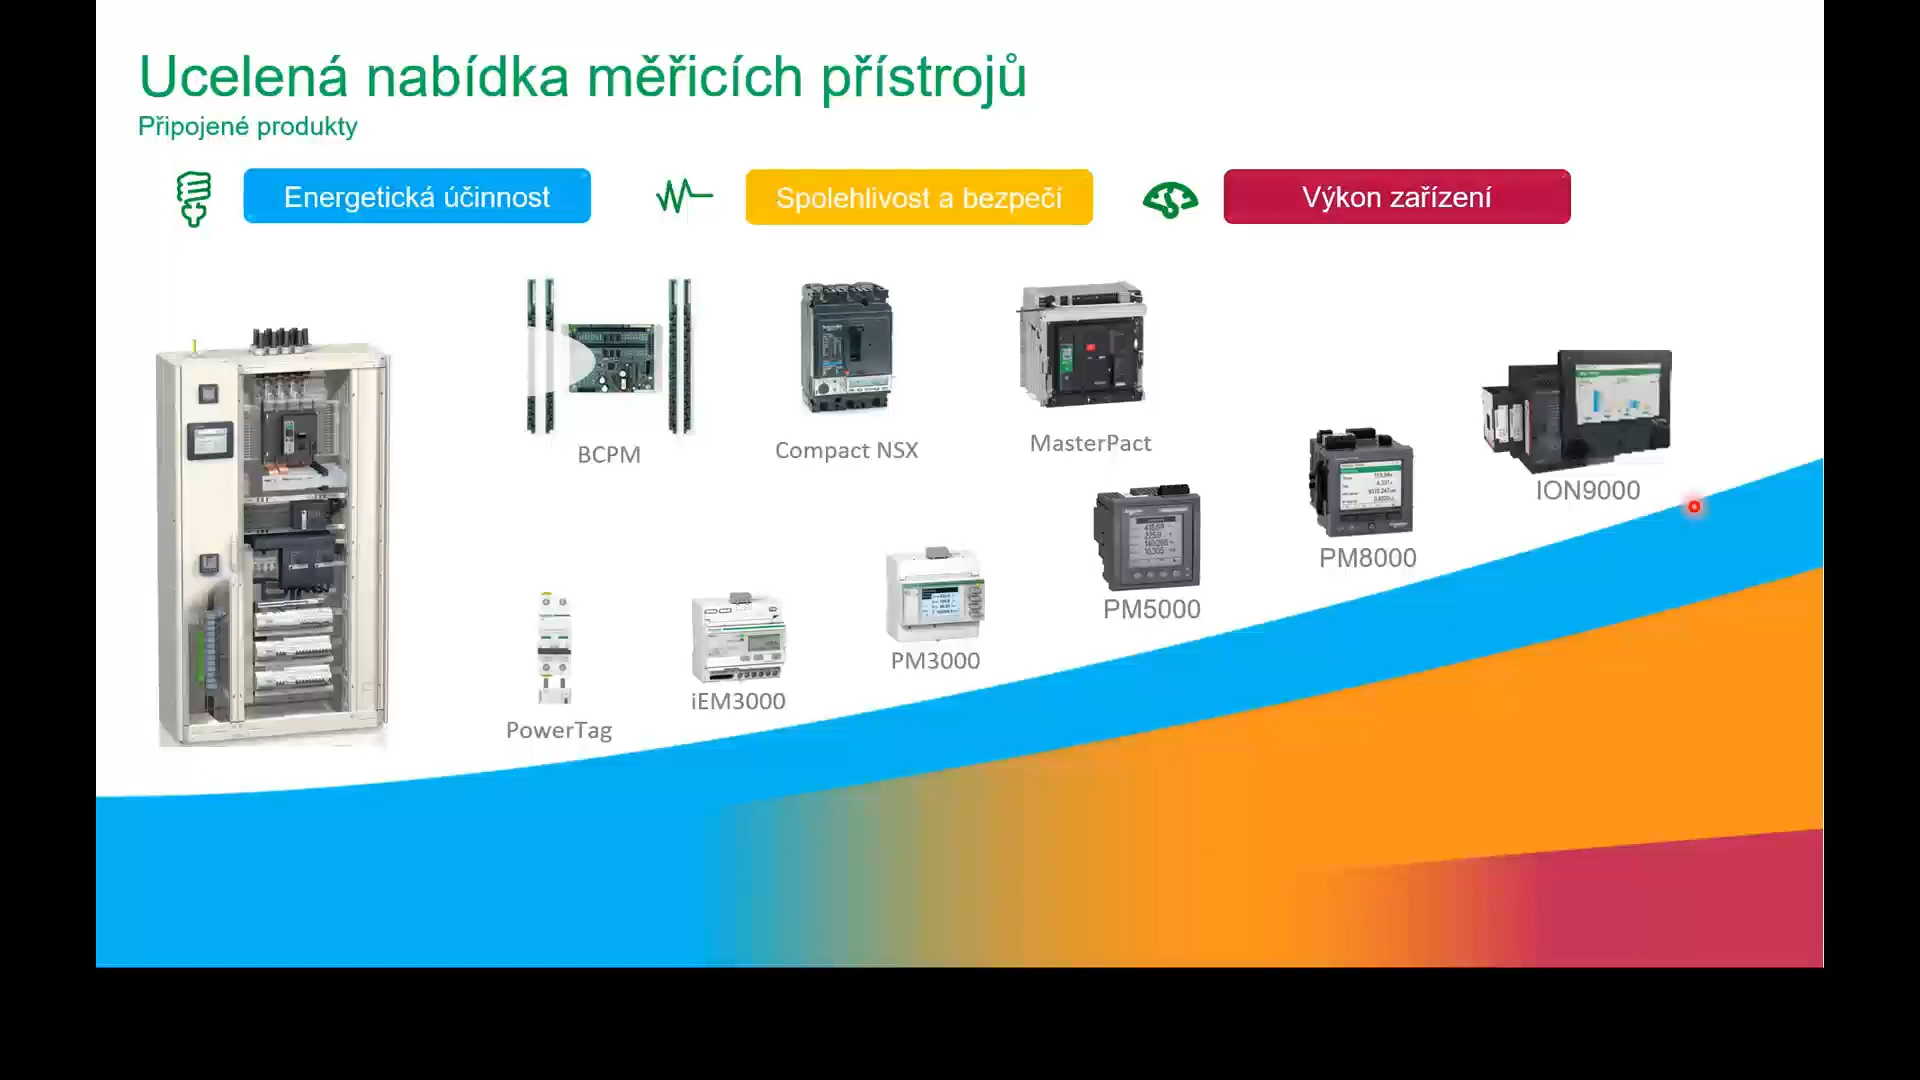 Ucelená nabídka měřicích přístrojů
Připojené produkty
Energetická účinnost
Spolehlivost a bezpečí
Výkon zařízení
BCPM
Compact NSX
MasterPact
ION9000
PM8000
PM5000
PM3000
iEM3000
PowerTag